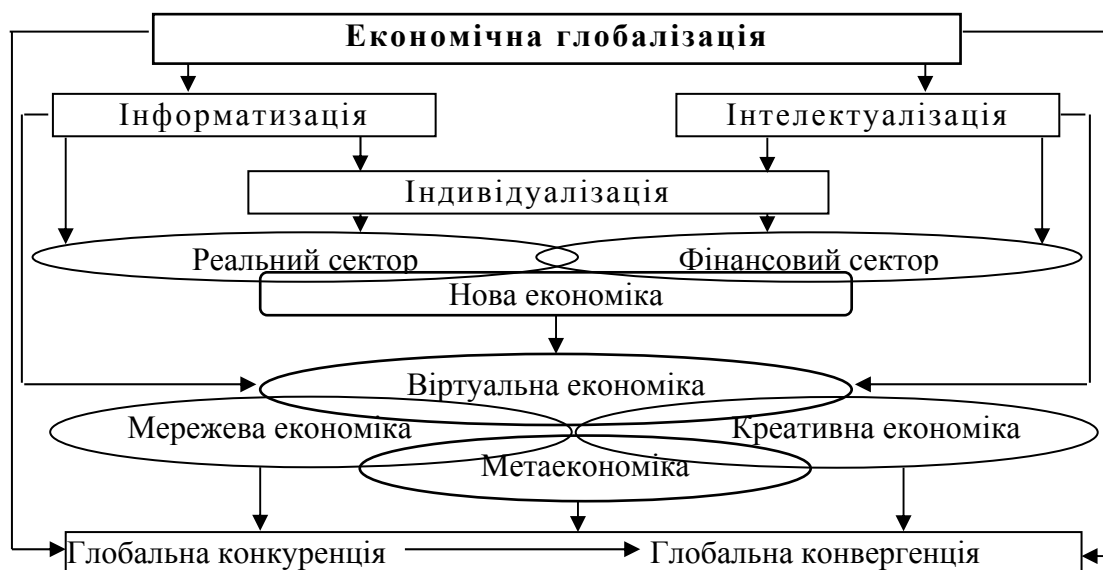 Економічна глобалізація
Інформатизація Інтелектуалізація
Індивідуалізація
Реальний сектор Фінансовий сектор
Нова економіка
Віртуальна економіка
Мережева економіка Креативна економіка
Метаекономіка
Глобальна конкуренція Глобальна конвергенція